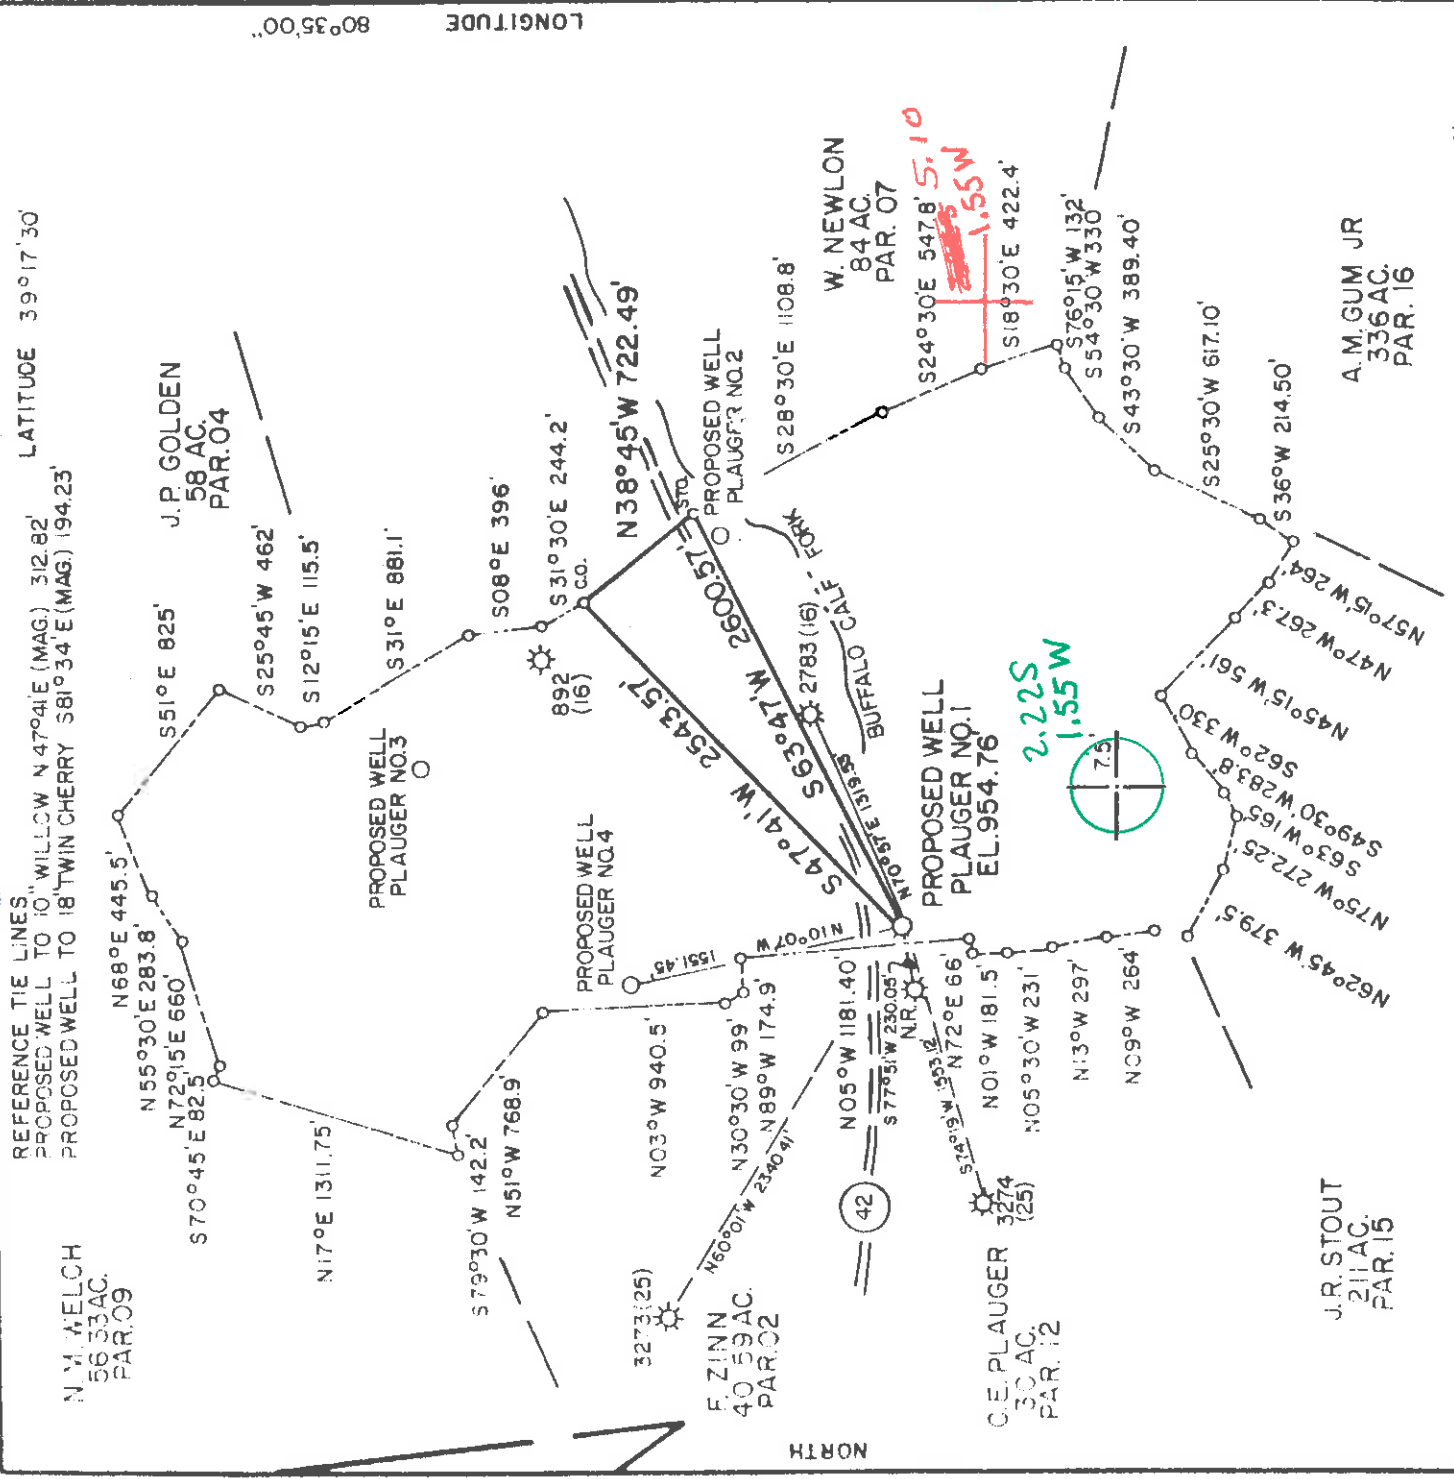 REFERENCE TIE LINES
PROPOSED WELL TO 10" WILLOW N47°41'E (MAG.) 312.82'
PROPOSED WELL TO 18" TWIN CHERRY S81°34'E (MAG.) 194.23'
LATITUDE 39°17'30"
LONGITUDE 80°35'00"
N.M. WELCH
56.33 AC.
PAR.09
J.P. GOLDEN
58 AC.
PAR.04
N68°E 445.5'
N55°30'E 283.8'
N72°15'E 660'
S70°45'E 82.5'
N17°E 1311.75'
S79°30'W 142.2'
N51°W 768.9'
S51°E 825'
S25°45'W 462'
S12°15'E 115.5'
S31°E 881.1'
S08°E 396'
S31°30'E 244.2'
C.O.
892
(16)
N38°45'W 722.49'
STA.
PROPOSED WELL
PLAUGER NO.2
PROPOSED WELL
PLAUGER NO.3
PROPOSED WELL
PLAUGER NO.4
S47°41'W 2543.57'
S63°47'W 2600.57'
2783 (16)
N70°57'E 1319.55'
BUFFALO CALF - FORK
PROPOSED WELL
PLAUGER NO.1
EL. 954.76'
N10°07'W
1551.45'
N03°W 940.5'
N30°30'W 99'
N89°W 174.9'
N05°W 1181.40'
S77°51'W 230.05'
N.R.
N72°E 66'
N01°W 181.5'
N05°30'W 231'
N13°W 297'
N09°W 264'
N60°01'W 2340.41'
3273 (25)
42
3274
(25)
F. ZINN
40.59 AC.
PAR.02
C.E. PLAUGER
30 AC.
PAR. 12
J.R. STOUT
211 AC.
PAR. 15
W. NEWLON
84 AC.
PAR. 07
S28°30'E 1108.8'
S24°30'E 547.8'
5.10
1.55W
S18°30'E 422.4'
S76°15'W 132'
S54°30'W 330'
S43°30'W 389.40'
S25°30'W 617.10'
S36°W 214.50'
A.M. GUM JR
336 AC.
PAR. 16
2.22S
1.55W
7.5'
N57°15'W 264'
N47°W 267.3'
N45°15'W 561'
S62°W 330'
S49°30'W 283.8'
S63°W 165'
N75°W 272.25'
N62°45'W 379.5'
NORTH